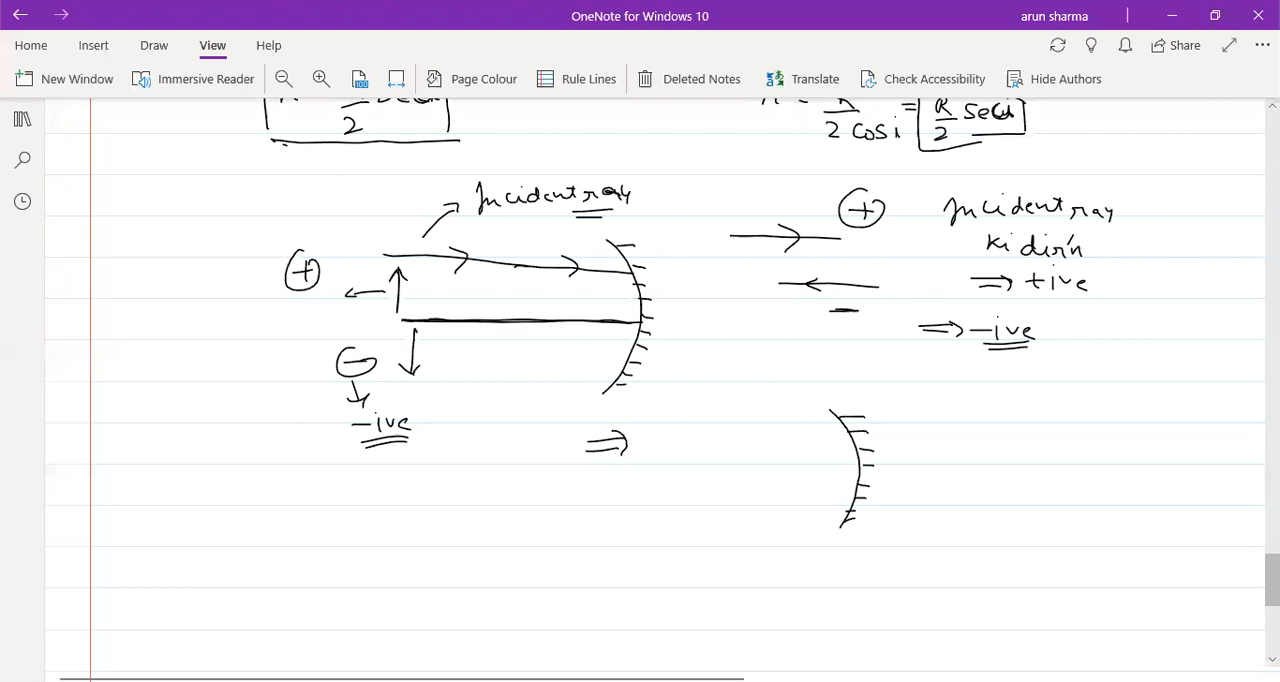 OneNote for Windows 10
arun sharma
Home Insert Draw View Help
Share
New Window Immersive Reader Page Colour Rule Lines Deleted Notes Translate Check Accessibility Hide Authors
2
2 cos i = R/2 sec i
Incident ray
+
+
Incident ray
ki dirⁿ
⇒ +ive
−
⇒ -ive
−
-ive
⇒